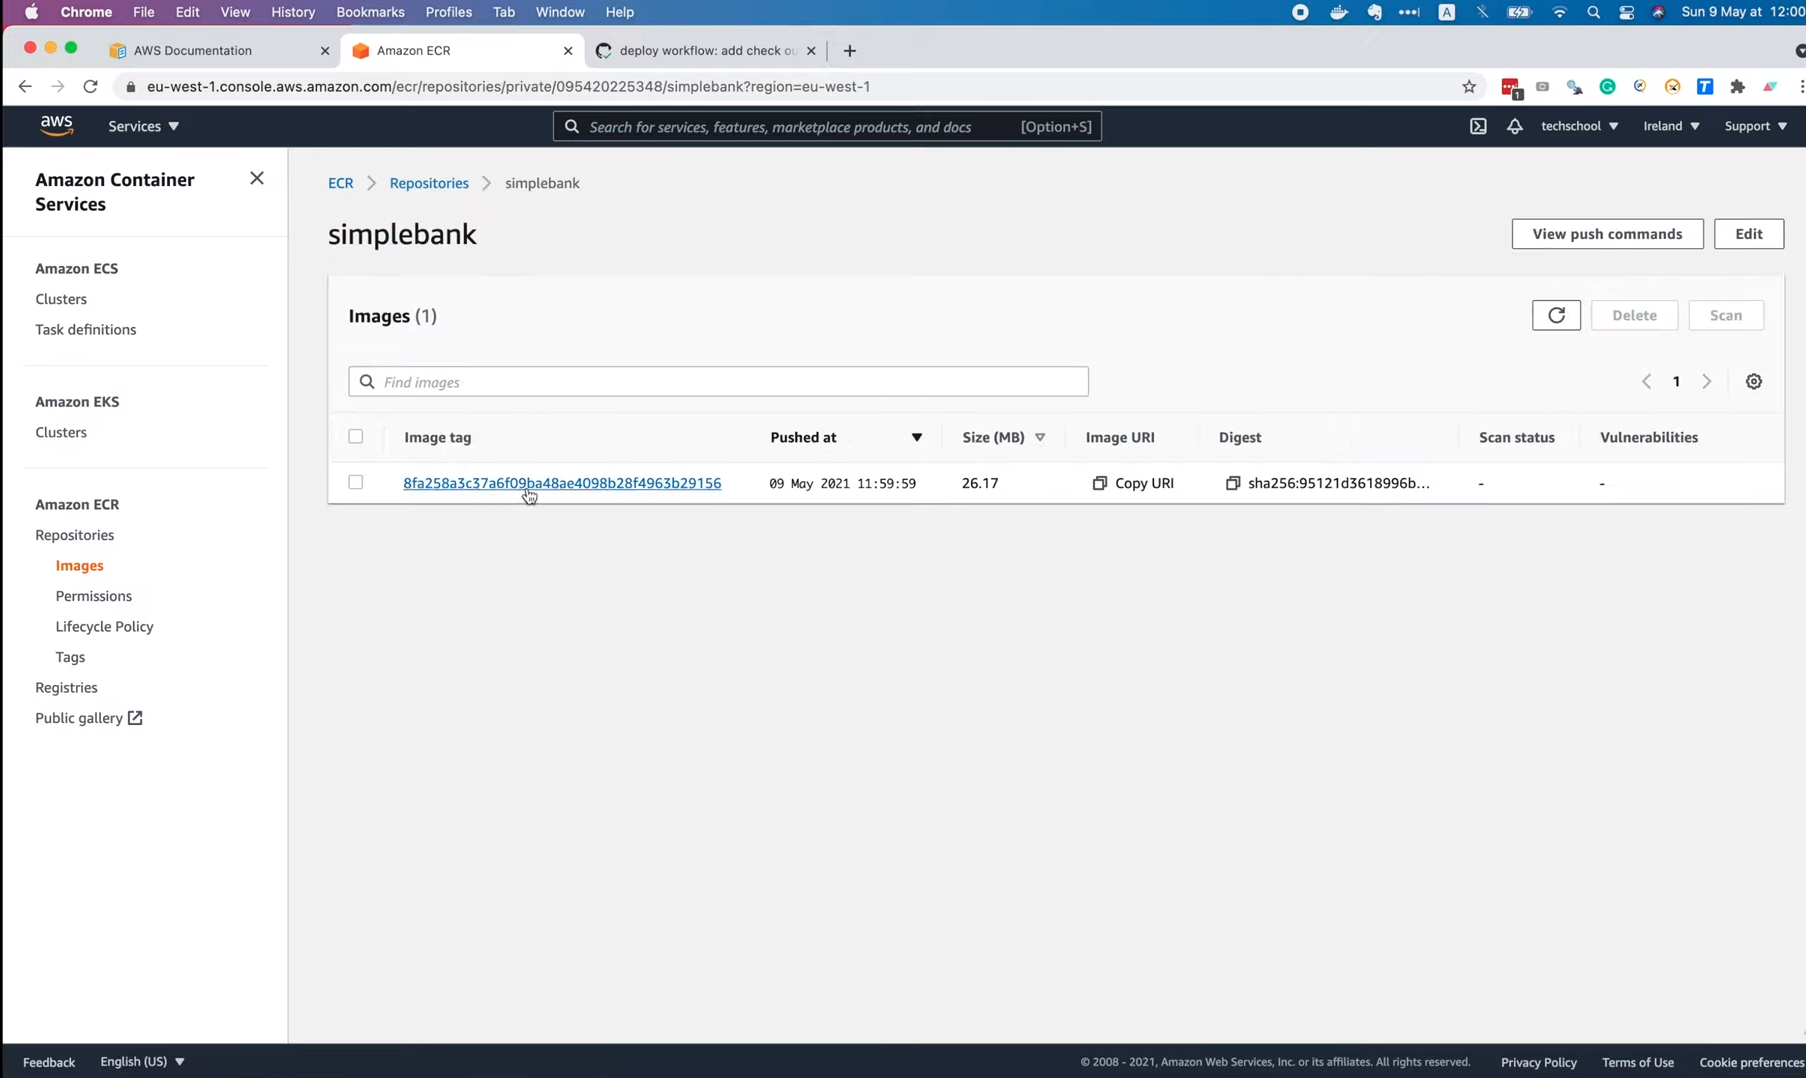 Chrome File Edit View History Bookmarks Profiles Tab Window Help A Sun 9 May at 12:00
AWS Documentation Amazon ECR deploy workflow: add check ou
eu-west-1.console.aws.amazon.com/ecr/repositories/private/095420225348/simplebank?region=eu-west-1 1 T
aws Services Search for services, features, marketplace products, and docs [Option+S] techschool Ireland Support
Amazon Container
Services
ECR Repositories simplebank
simplebank View push commands Edit
Amazon ECS
Clusters
Task definitions
Images (1) Delete Scan
Find images 1
Amazon EKS
Clusters
Image tag Pushed at Size (MB) Image URI Digest Scan status Vulnerabilities
8fa258a3c37a6f09ba48ae4098b28f4963b29156 09 May 2021 11:59:59 26.17 Copy URI sha256:95121d3618996b... - -
Amazon ECR
Repositories
Images
Permissions
Lifecycle Policy
Tags
Registries
Public gallery
Feedback English (US) © 2008 - 2021, Amazon Web Services, Inc. or its affiliates. All rights reserved. Privacy Policy Terms of Use Cookie preferences